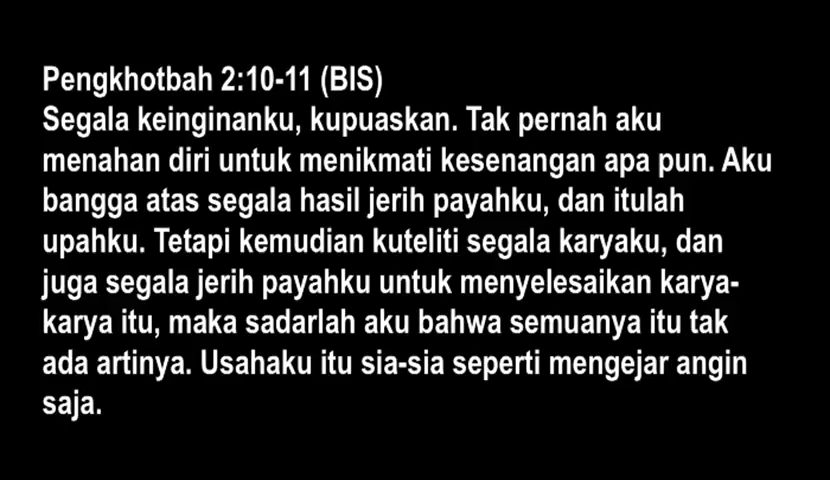 Pengkhotbah 2:10-11 (BIS)
Segala keinginanku, kupuaskan. Tak pernah aku
menahan diri untuk menikmati kesenangan apa pun. Aku
bangga atas segala hasil jerih payahku, dan itulah
upahku. Tetapi kemudian kuteliti segala karyaku, dan
juga segala jerih payahku untuk menyelesaikan karya-
karya itu, maka sadarlah aku bahwa semuanya itu tak
ada artinya. Usahaku itu sia-sia seperti mengejar angin
saja.